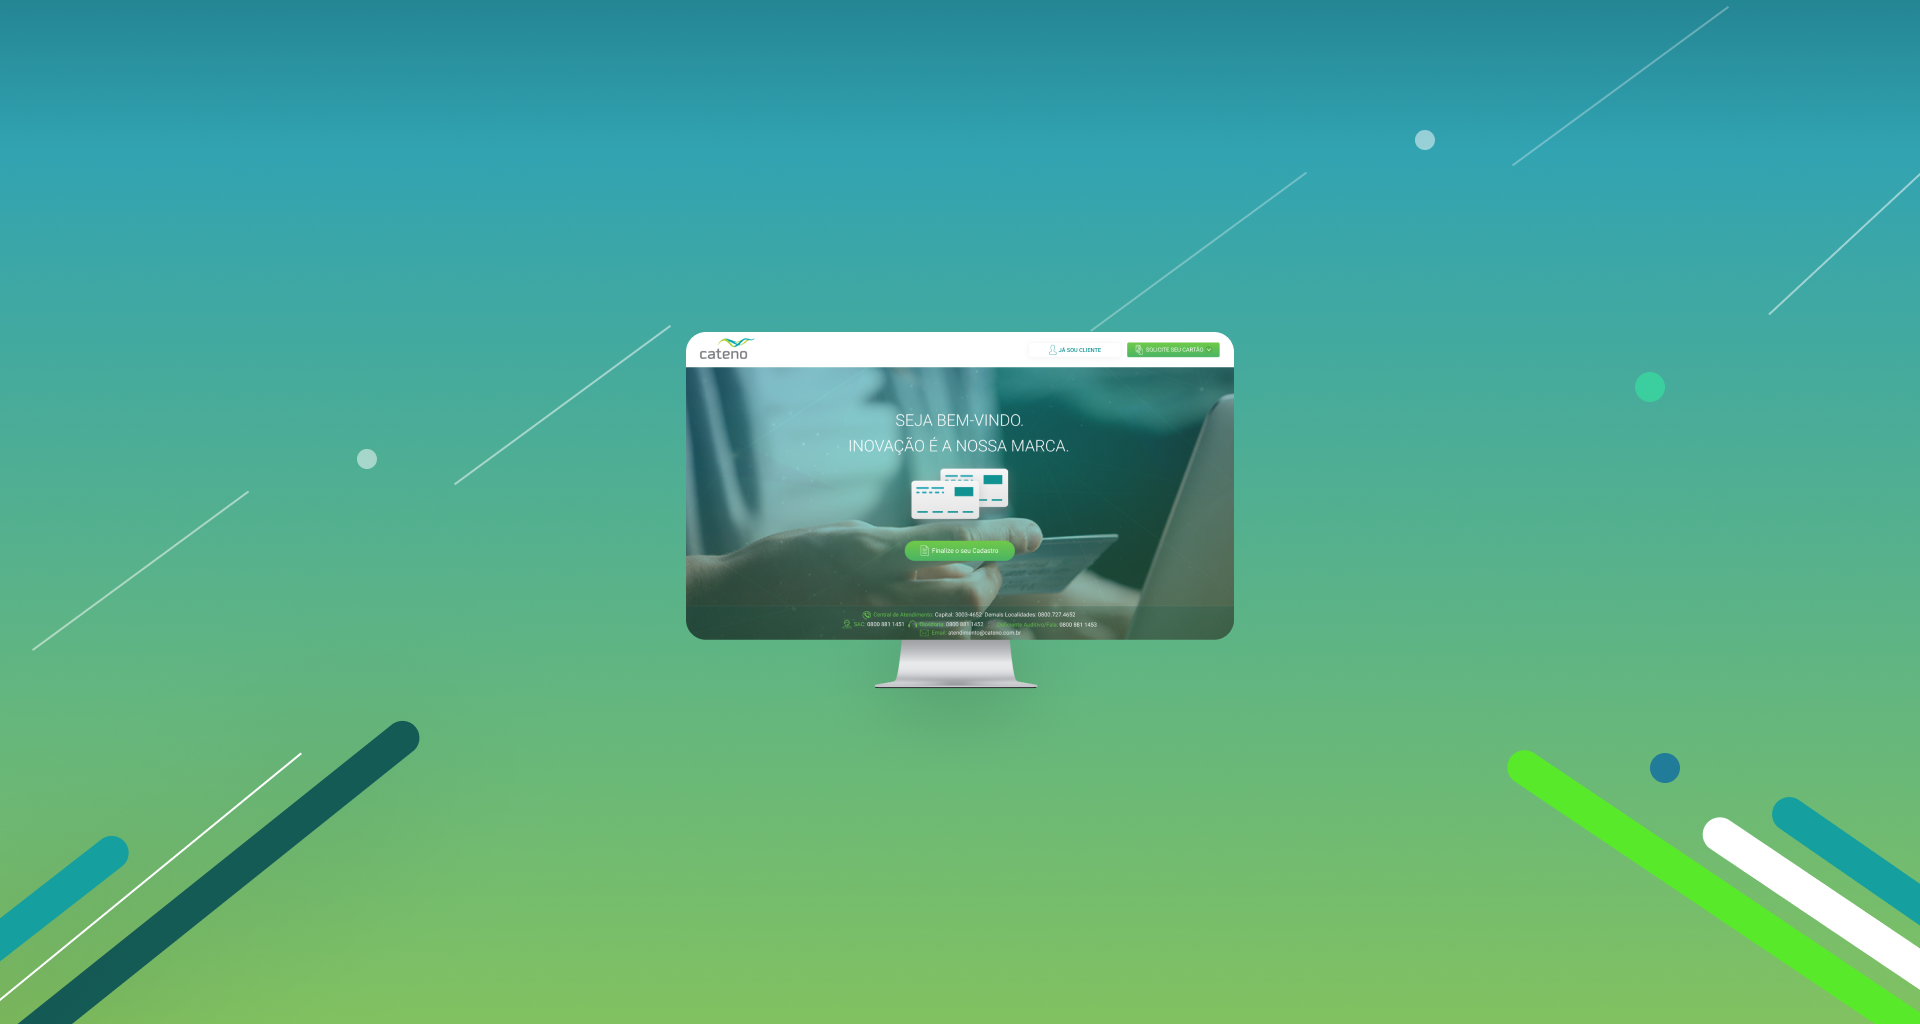 cateno
JÁ SOU CLIENTE
SOLICITE SEU CARTÃO
SEJA BEM-VINDO.
INOVAÇÃO É A NOSSA MARCA.
Finalize o seu Cadastro
Central de Atendimento: Capital: 3003-4652 Demais Localidades: 0800.727.4652
SAC: 0800 881 1451 Ouvidoria: 0800 881 1452 Auditivo/Fala: 0800 881 1453
Email: atendimento@cateno.com.br